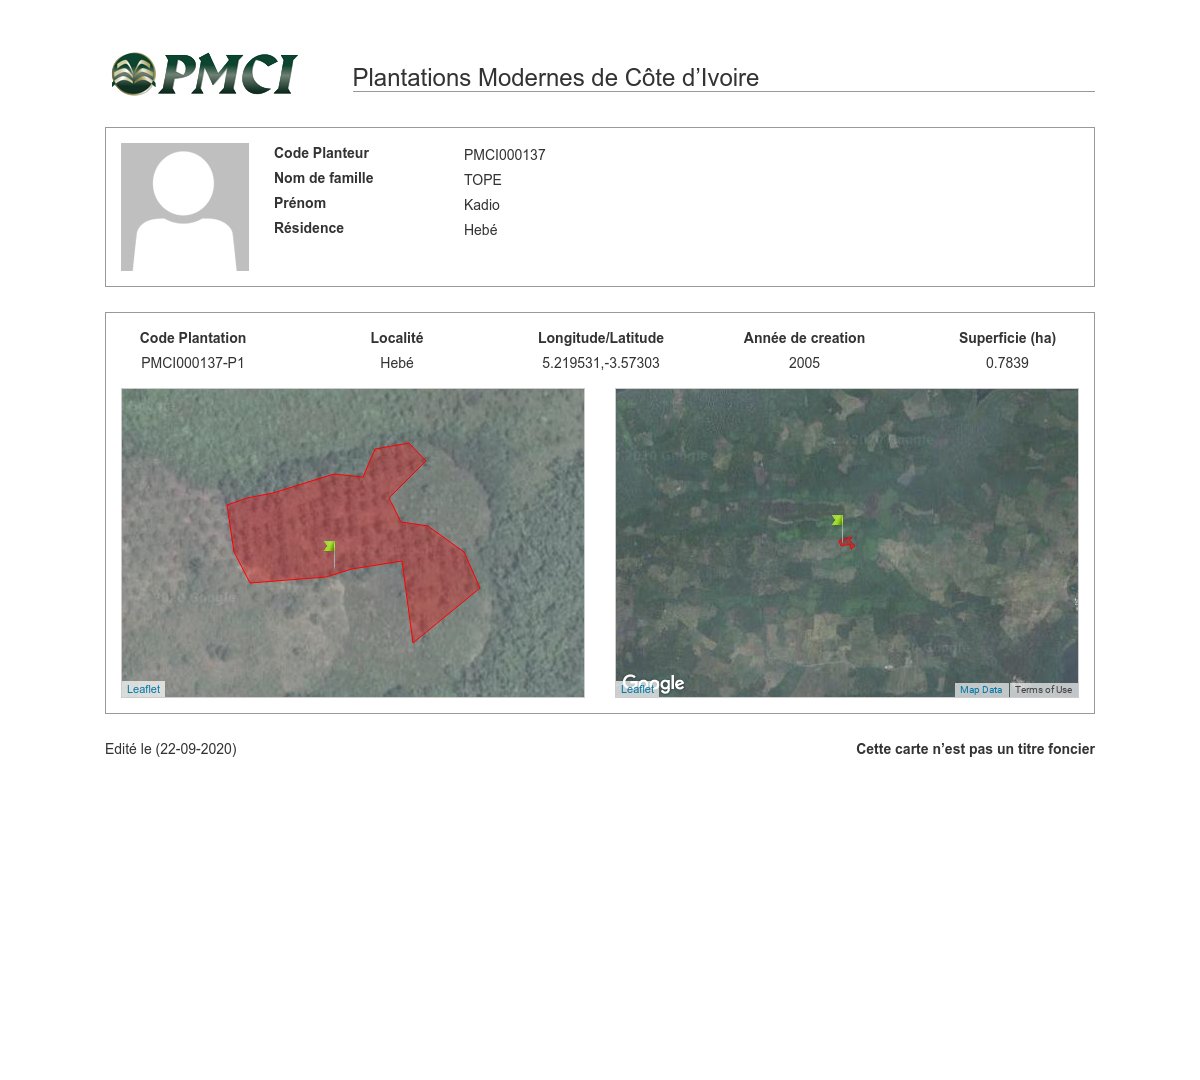 PMCI
Plantations Modernes de Côte d’Ivoire
Code Planteur PMCI000137
Nom de famille TOPE
Prénom Kadio
Résidence Hebé
Code Plantation Localité Longitude/Latitude Année de creation Superficie (ha)
PMCI000137-P1 Hebé 5.219531,-3.57303 2005 0.7839
Leaflet
Google
Leaflet
Map Data Terms of Use
Edité le (22-09-2020)
Cette carte n’est pas un titre foncier